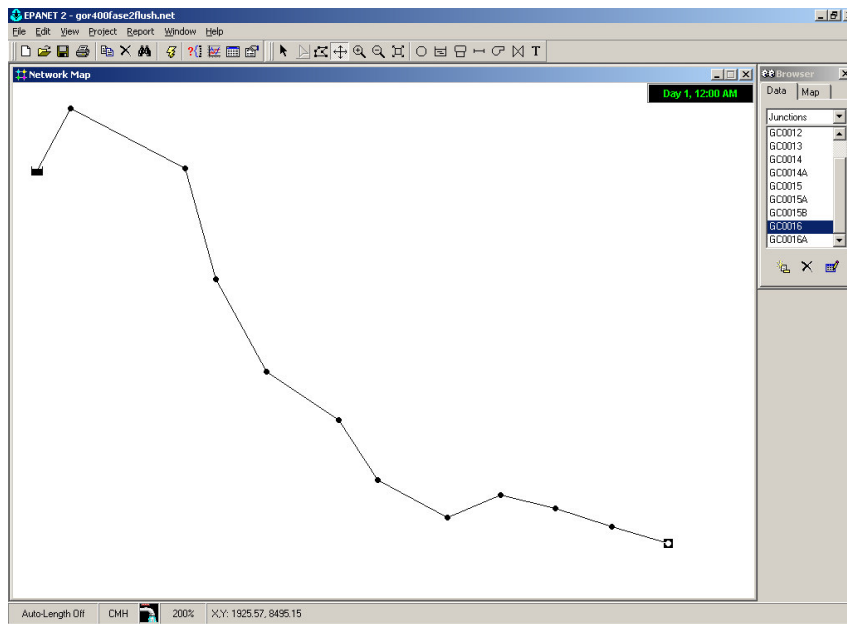 EPANET 2 - gor400fase2flush.net
File Edit View Project Report Window Help
T
Network Map
Day 1, 12:00 AM
Browser
Data Map
Junctions
GC0012
GC0013
GC0014
GC0014A
GC0015
GC0015A
GC0015B
GC0016
GC0016A
Auto-Length Off CMH 200% X,Y: 1925.57, 8495.15